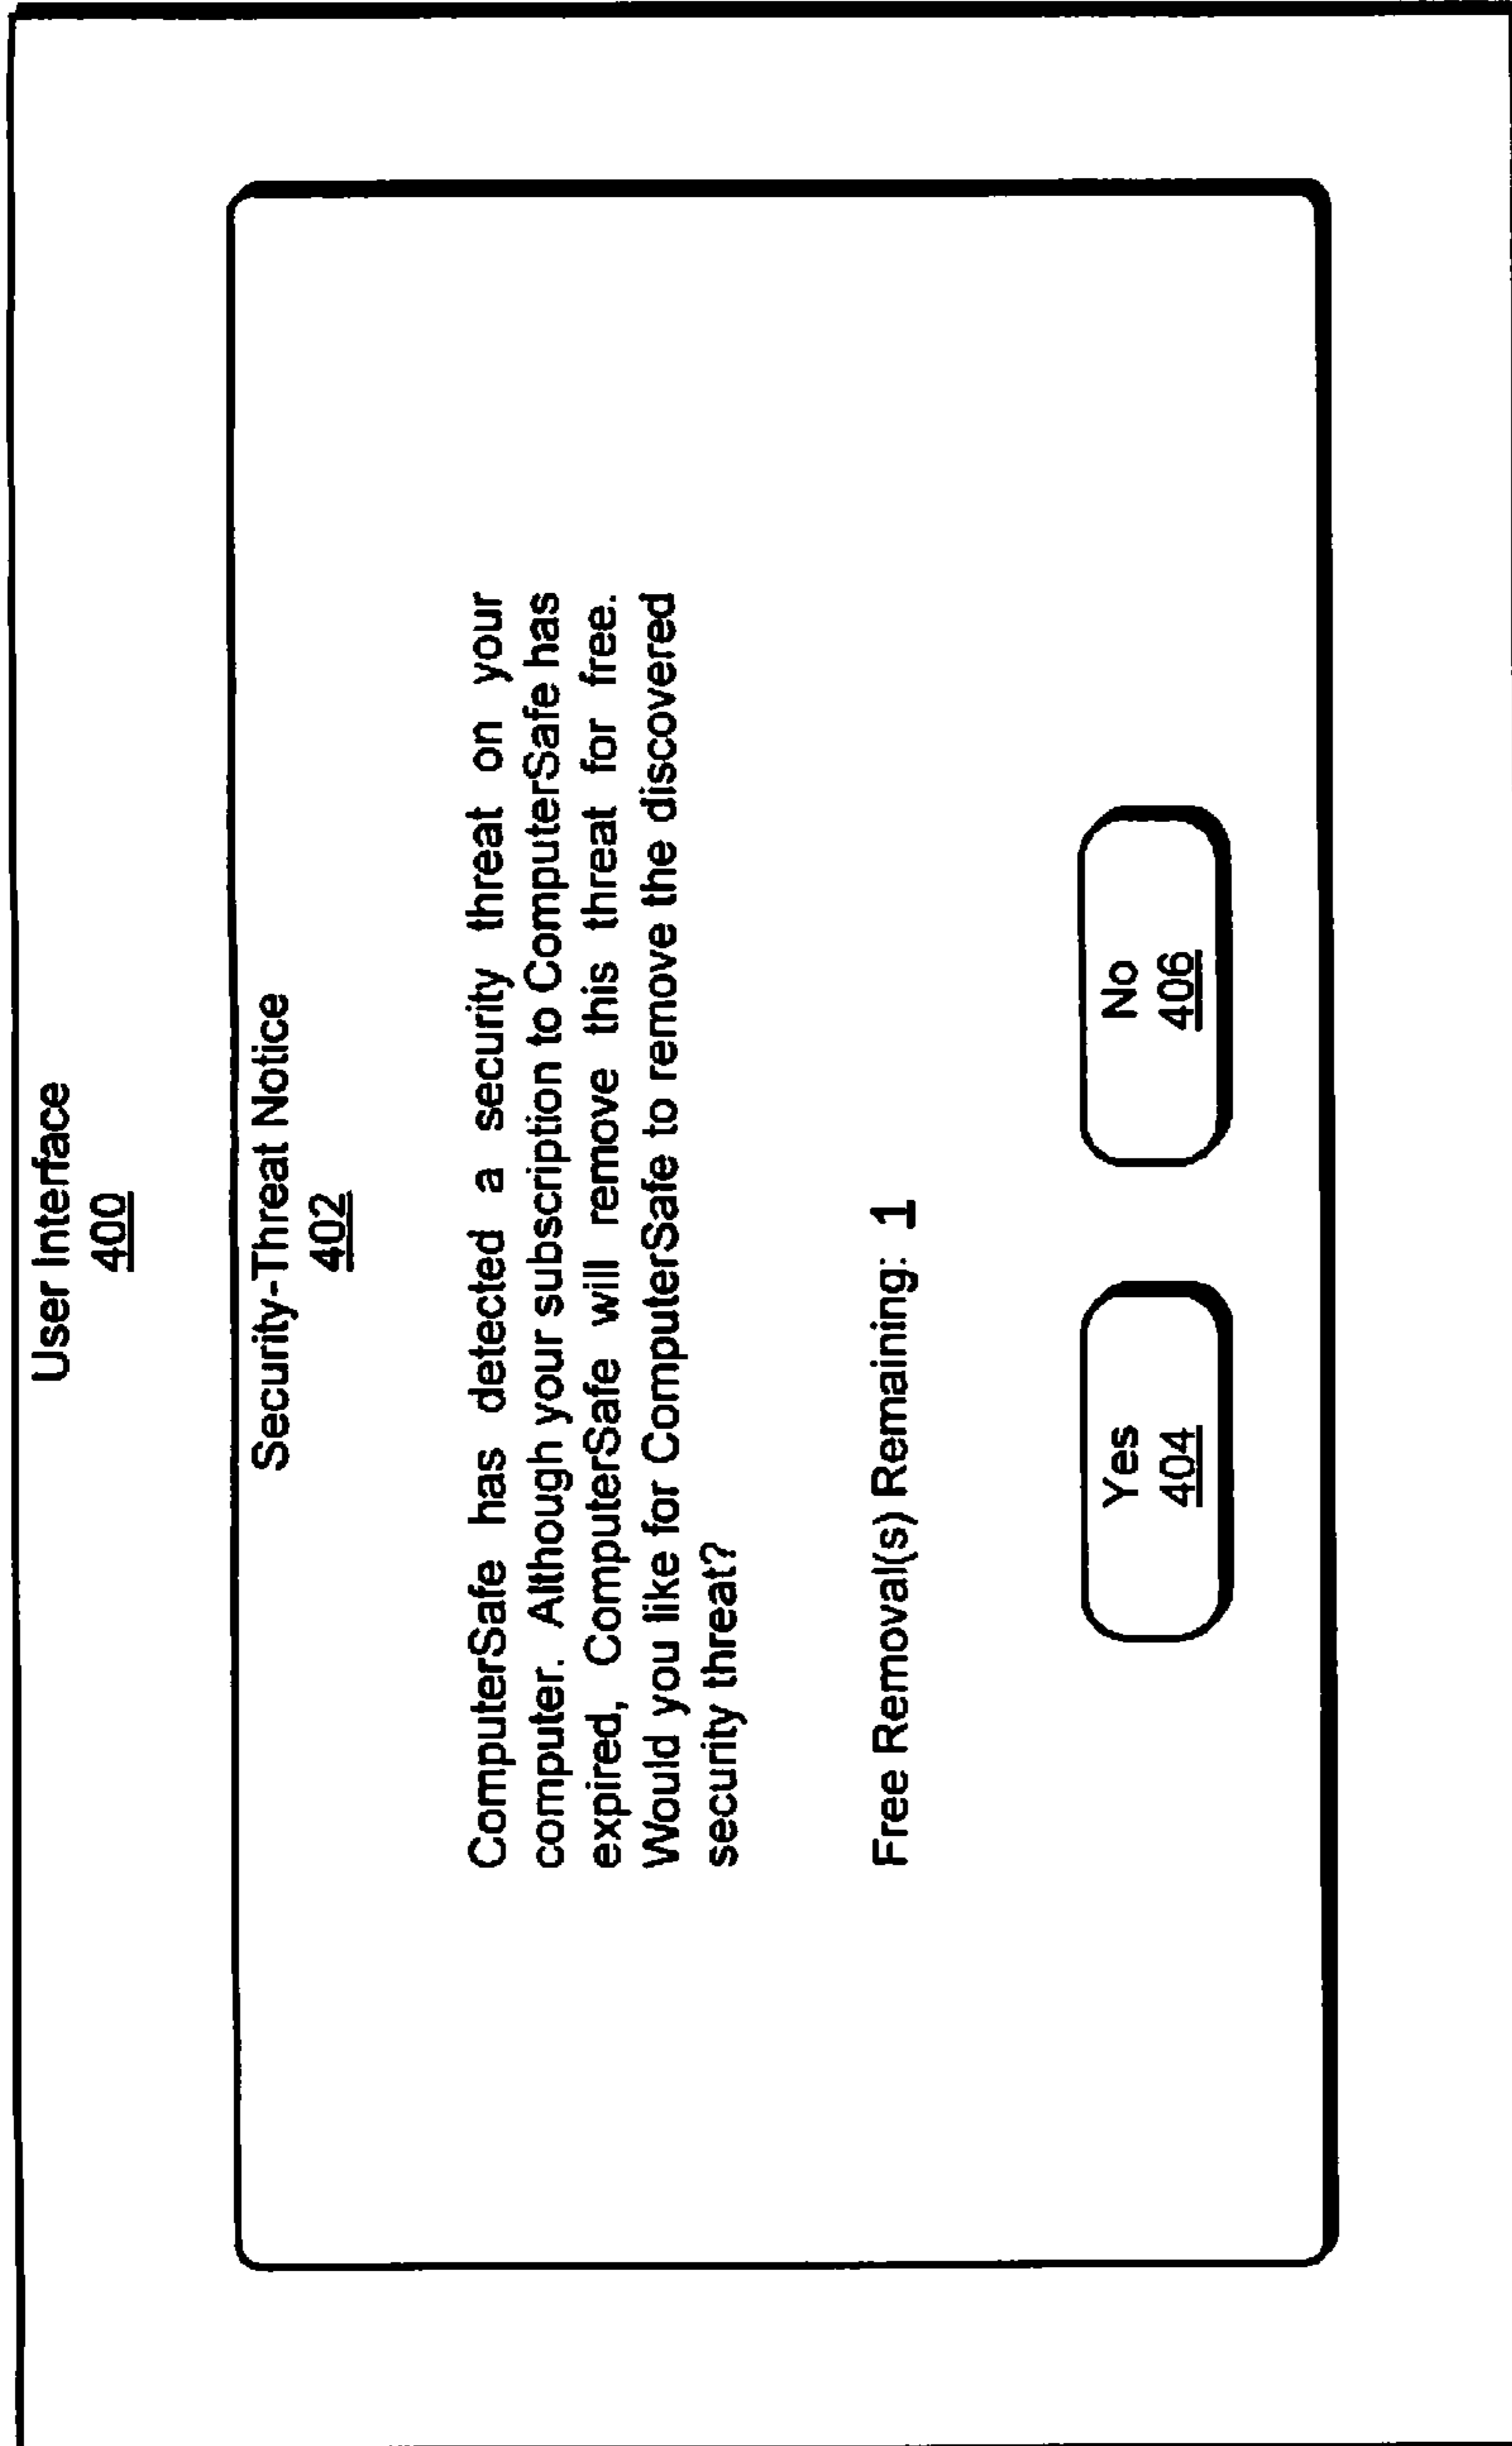 User Interface
400
Security-Threat Notice
402
ComputerSafe has detected a security threat on your
computer. Although your subscription to ComputerSafe has
expired, ComputerSafe will remove this threat for free.
Would you like for ComputerSafe to remove the discovered
security threat?
Free Removal(s) Remaining: 1
Yes
404
No
406